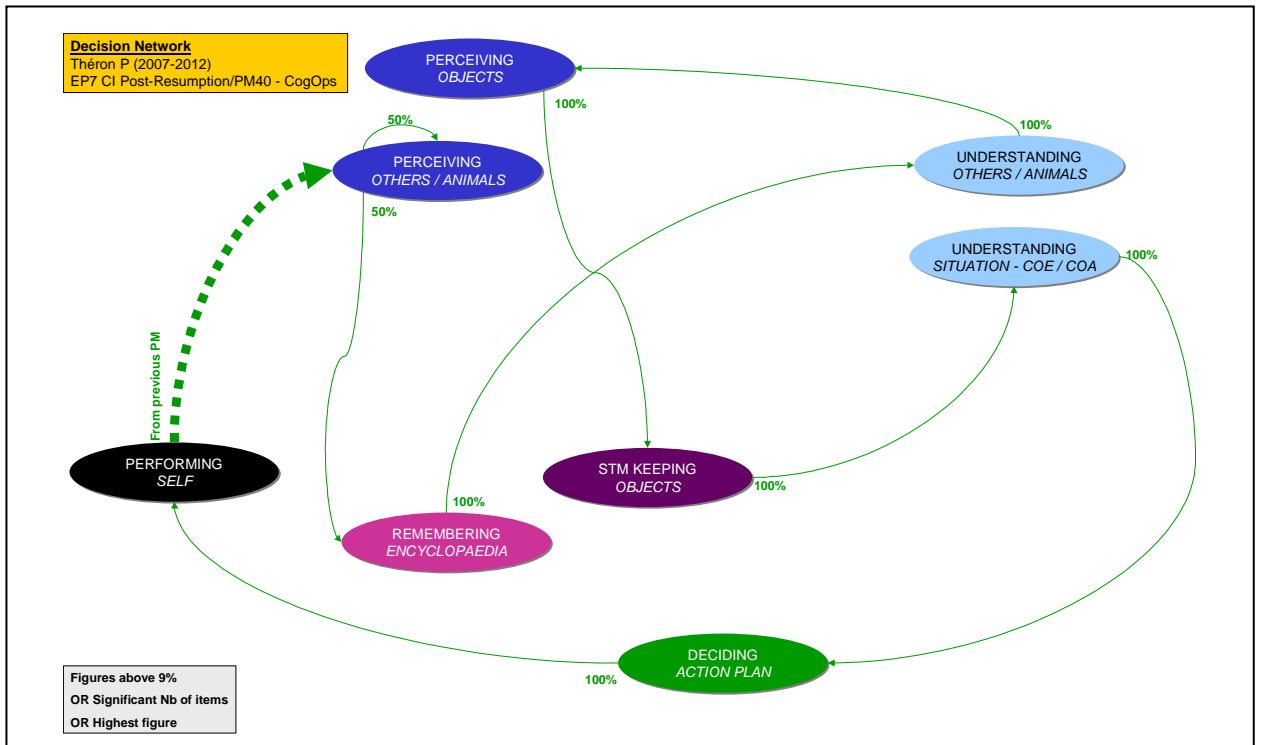 Decision Network
Théron P (2007-2012)
EP7 CI Post-Resumption/PM40 - CogOps
PERCEIVING
OBJECTS
100%
100%
50%
PERCEIVING
OTHERS / ANIMALS
50%
UNDERSTANDING
OTHERS / ANIMALS
UNDERSTANDING
SITUATION - COE / COA
100%
From previous PM
PERFORMING
SELF
STM KEEPING
OBJECTS
100%
100%
REMEMBERING
ENCYCLOPAEDIA
DECIDING
ACTION PLAN
100%
Figures above 9%
OR Significant Nb of items
OR Highest figure